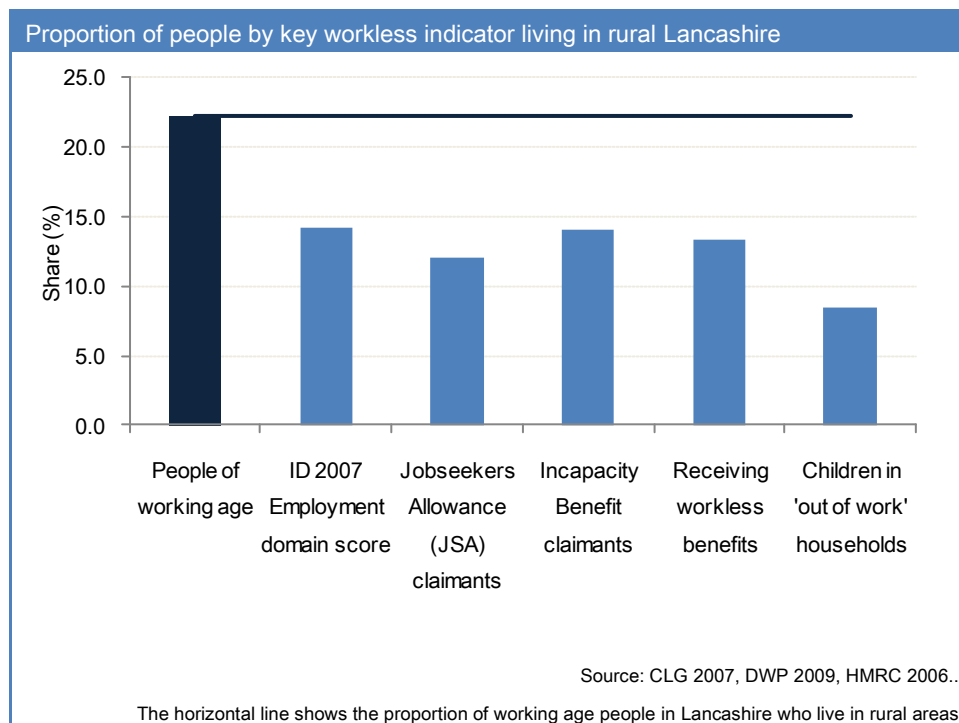 Proportion of people by key workless indicator living in rural Lancashire
25.0
20.0
15.0
10.0
5.0
0.0
Share (%)
People of working age
ID 2007 Employment domain score
Jobseekers Allowance (JSA) claimants
Incapacity Benefit claimants
Receiving workless benefits
Children in 'out of work' households
Source: CLG 2007, DWP 2009, HMRC 2006..
The horizontal line shows the proportion of working age people in Lancashire who live in rural areas